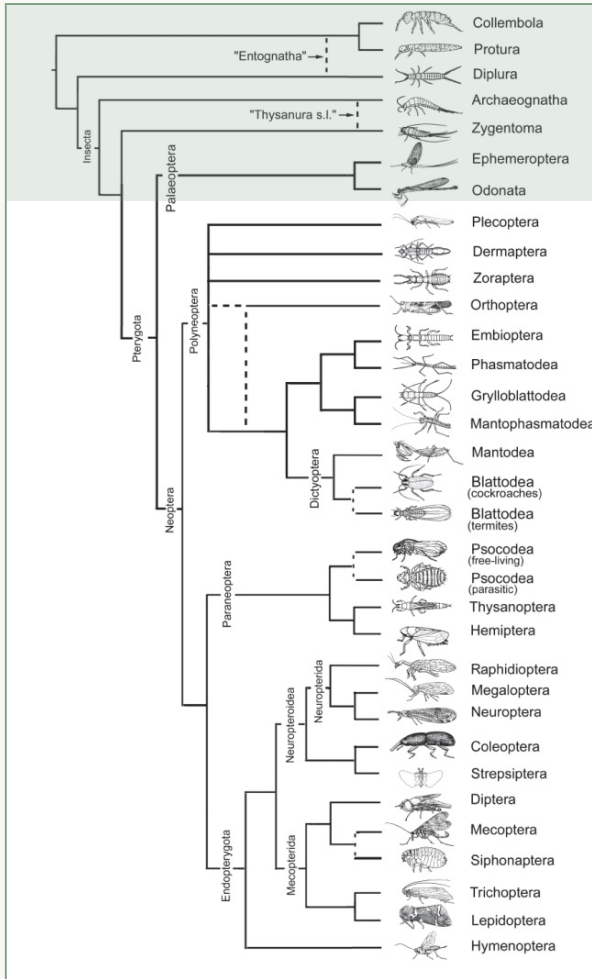 Collembola
Protura
"Entognatha"
Diplura
Archaeognatha
"Thysanura s.l."
Zygentoma
Insecta
Ephemeroptera
Palaeoptera
Odonata
Plecoptera
Dermaptera
Zoraptera
Orthoptera
Polyneoptera
Pterygota
Embioptera
Phasmatodea
Grylloblattodea
Mantophasmatodea
Mantodea
Dictyoptera
Blattodea
(cockroaches)
Blattodea
(termites)
Neoptera
Psocodea
(free-living)
Psocodea
(parasitic)
Paraneoptera
Thysanoptera
Hemiptera
Raphidioptera
Neuropterida
Megaloptera
Neuroptera
Neuropteroidea
Coleoptera
Strepsiptera
Diptera
Mecoptera
Siphonaptera
Mecopterida
Endopterygota
Trichoptera
Lepidoptera
Hymenoptera